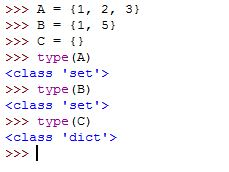 >>> A = {1, 2, 3}
>>> B = {1, 5}
>>> C = {}
>>> type(A)
<class 'set'>
>>> type(B)
<class 'set'>
>>> type(C)
<class 'dict'>
>>>